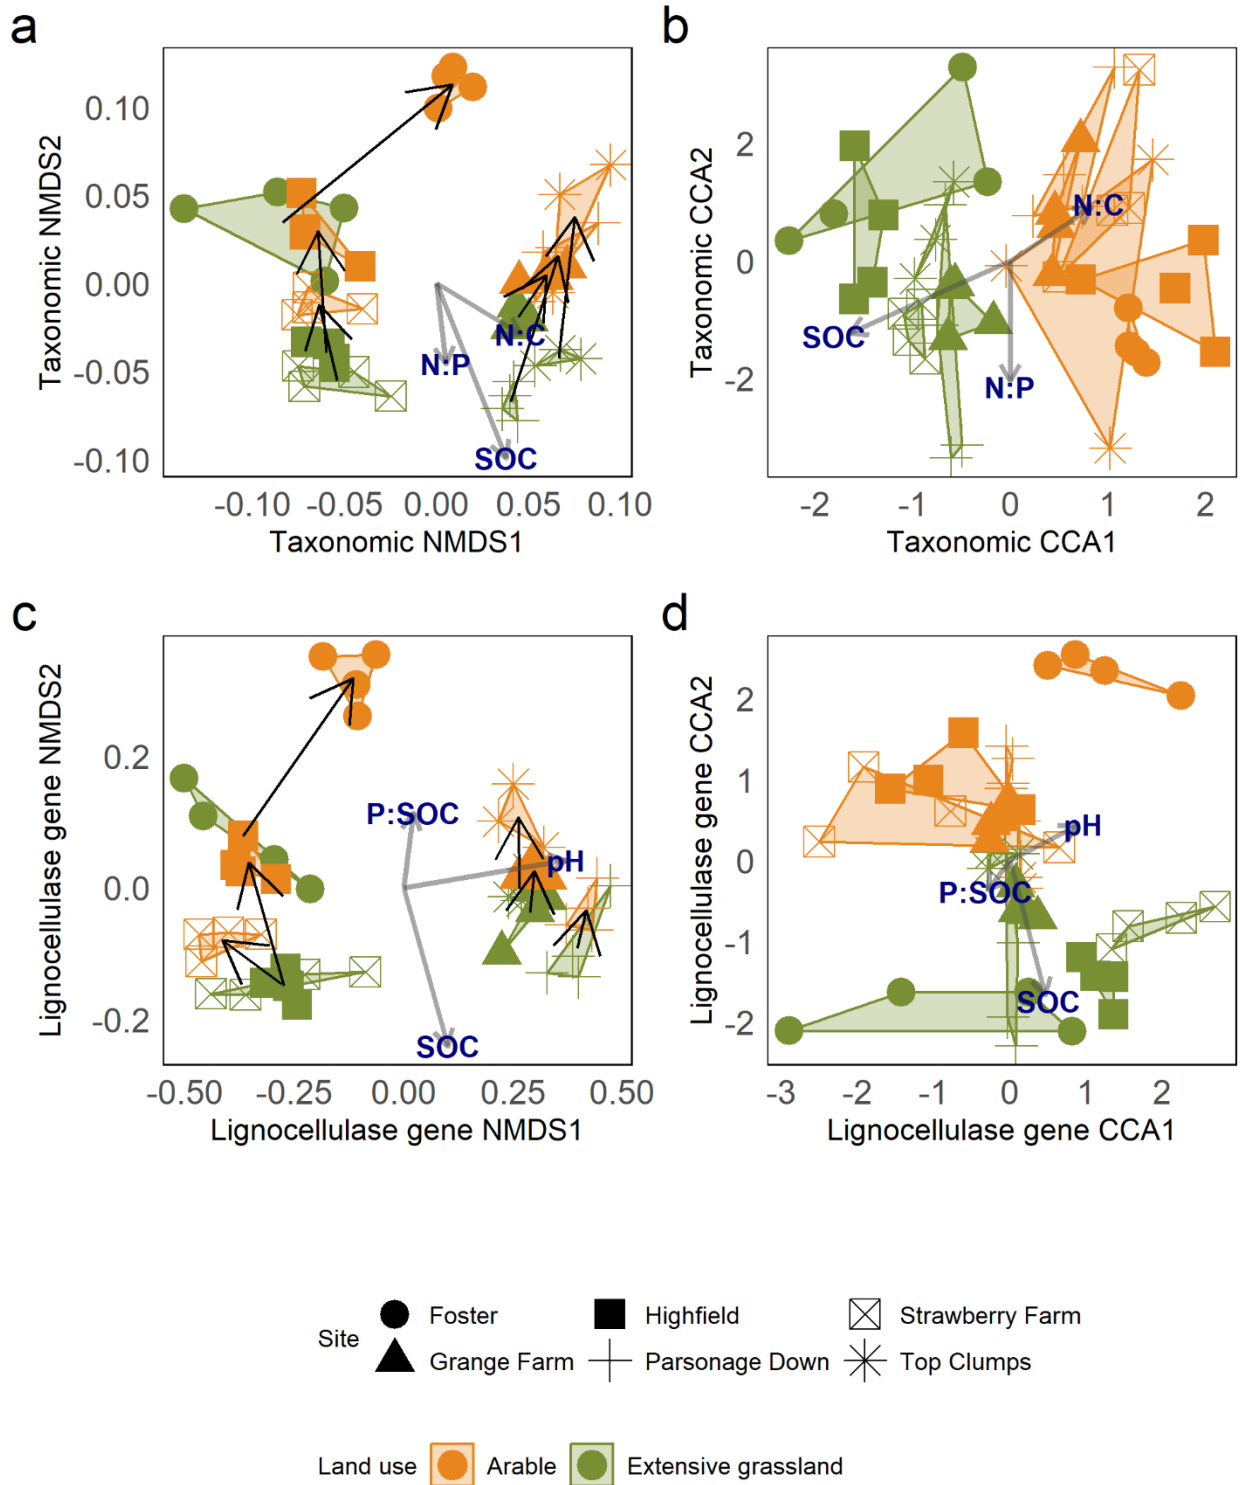 a
Taxonomic NMDS2
0.10
0.05
0.00
-0.05
-0.10
N:C
N:P
SOC
-0.10 -0.05 0.00 0.05 0.10
Taxonomic NMDS1
b
Taxonomic CCA2
2
0
-2
N:C
SOC
N:P
-2 -1 0 1 2
Taxonomic CCA1
c
Lignocellulase gene NMDS2
0.2
0.0
-0.2
P:SOC
pH
SOC
-0.50 -0.25 0.00 0.25 0.50
Lignocellulase gene NMDS1
d
Lignocellulase gene CCA2
2
1
0
-1
-2
pH
P:SOC
SOC
-3 -2 -1 0 1 2
Lignocellulase gene CCA1
Site
Foster Highfield Strawberry Farm
Grange Farm Parsonage Down Top Clumps
Land use Arable Extensive grassland